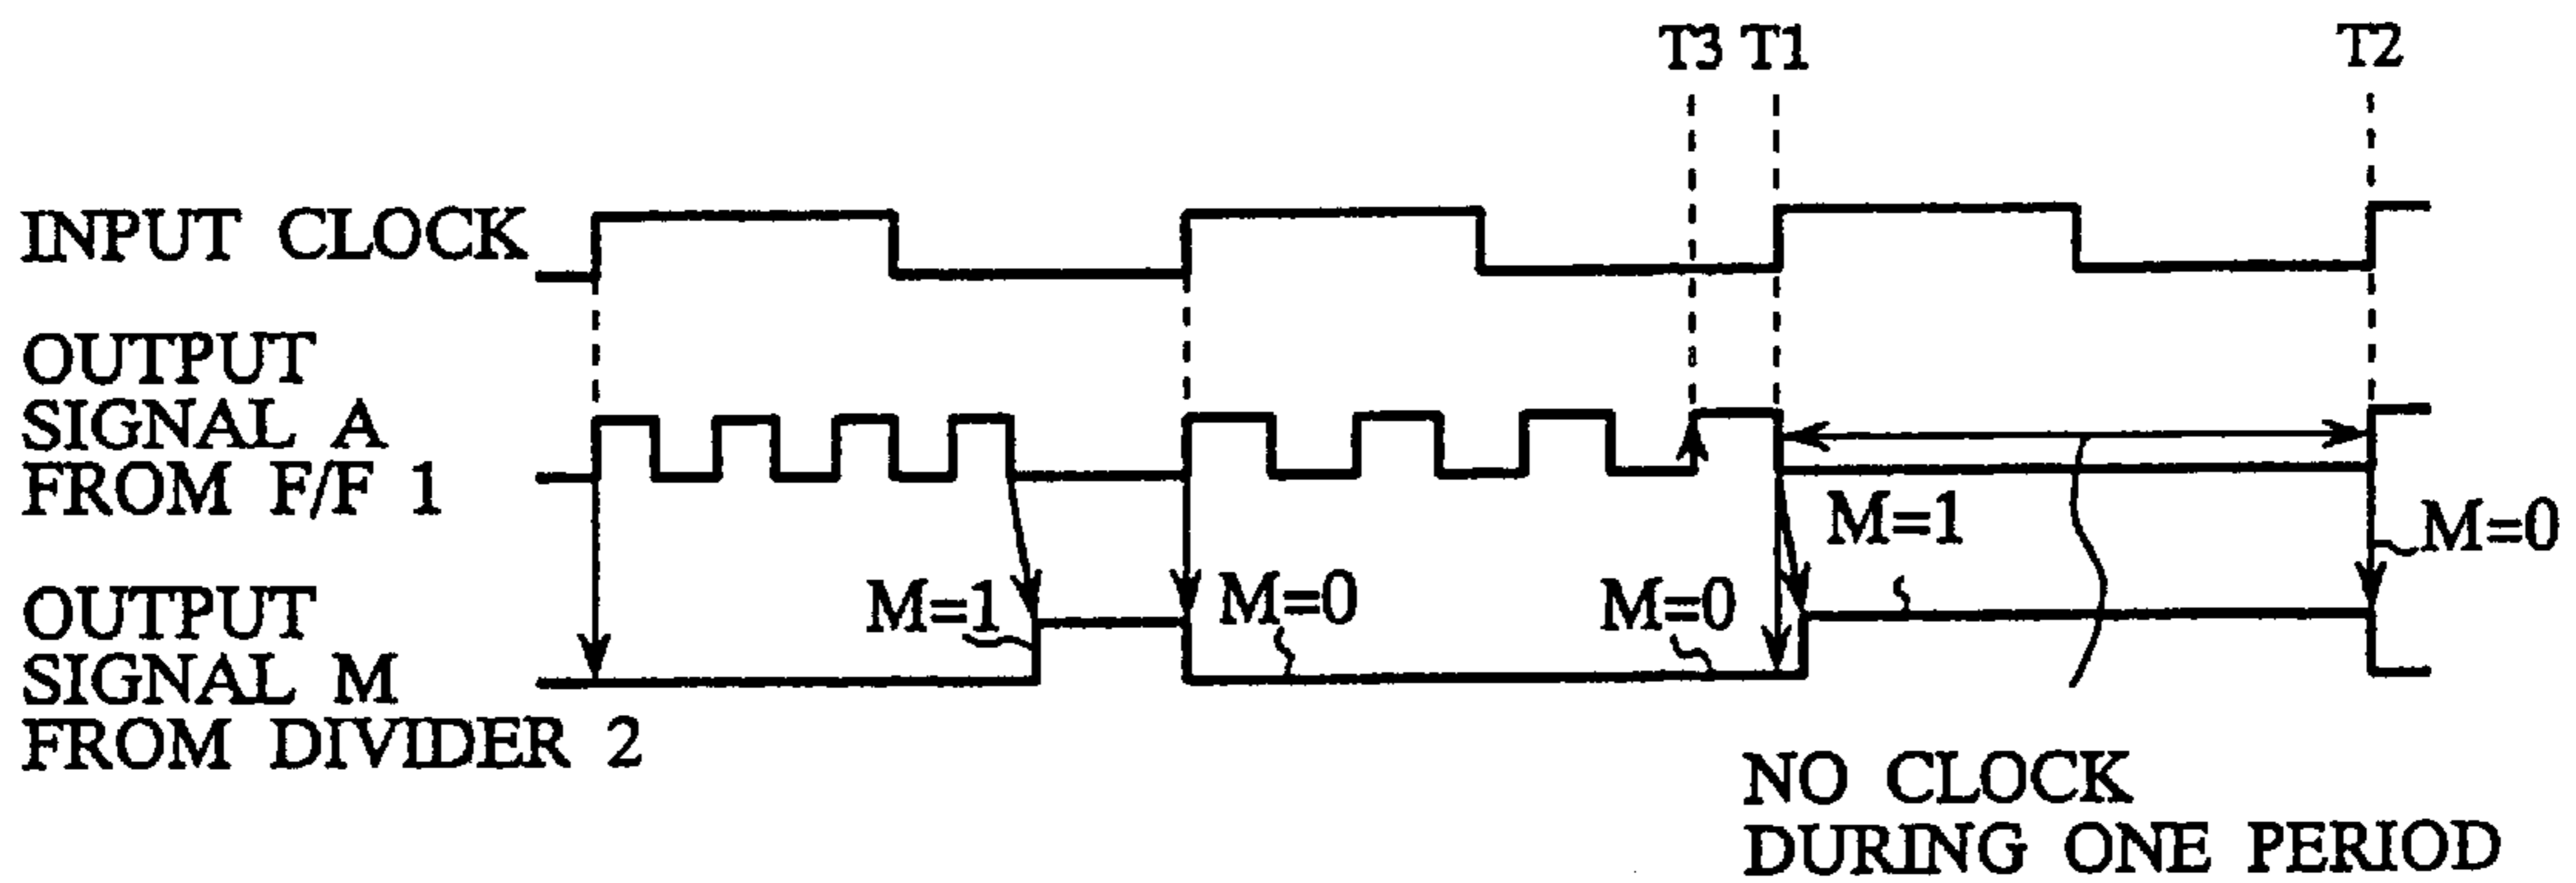 T3 T1 T2
INPUT CLOCK
OUTPUT
SIGNAL A
FROM F/F 1
M=1
M=0
M=1
M=0
M=0
OUTPUT
SIGNAL M
FROM DIVIDER 2
NO CLOCK
DURING ONE PERIOD